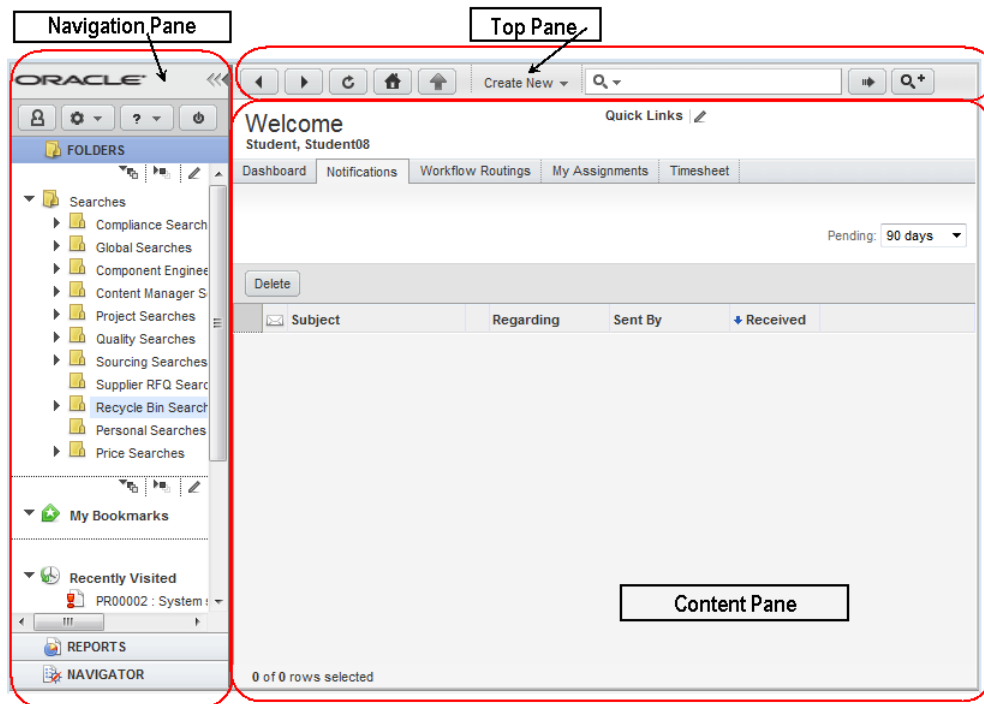 Navigation Pane
Top Pane
ORACLE
Create New
Welcome
Student, Student08
Quick Links
FOLDERS
Searches
Compliance Search
Global Searches
Component Enginee
Content Manager S
Project Searches
Quality Searches
Sourcing Searches
Supplier RFQ Searc
Recycle Bin Search
Personal Searches
Price Searches
My Bookmarks
Recently Visited
PR00002 : System s
REPORTS
NAVIGATOR
Dashboard Notifications Workflow Routings My Assignments Timesheet
Pending: 90 days
Delete
Subject Regarding Sent By Received
Content Pane
0 of 0 rows selected